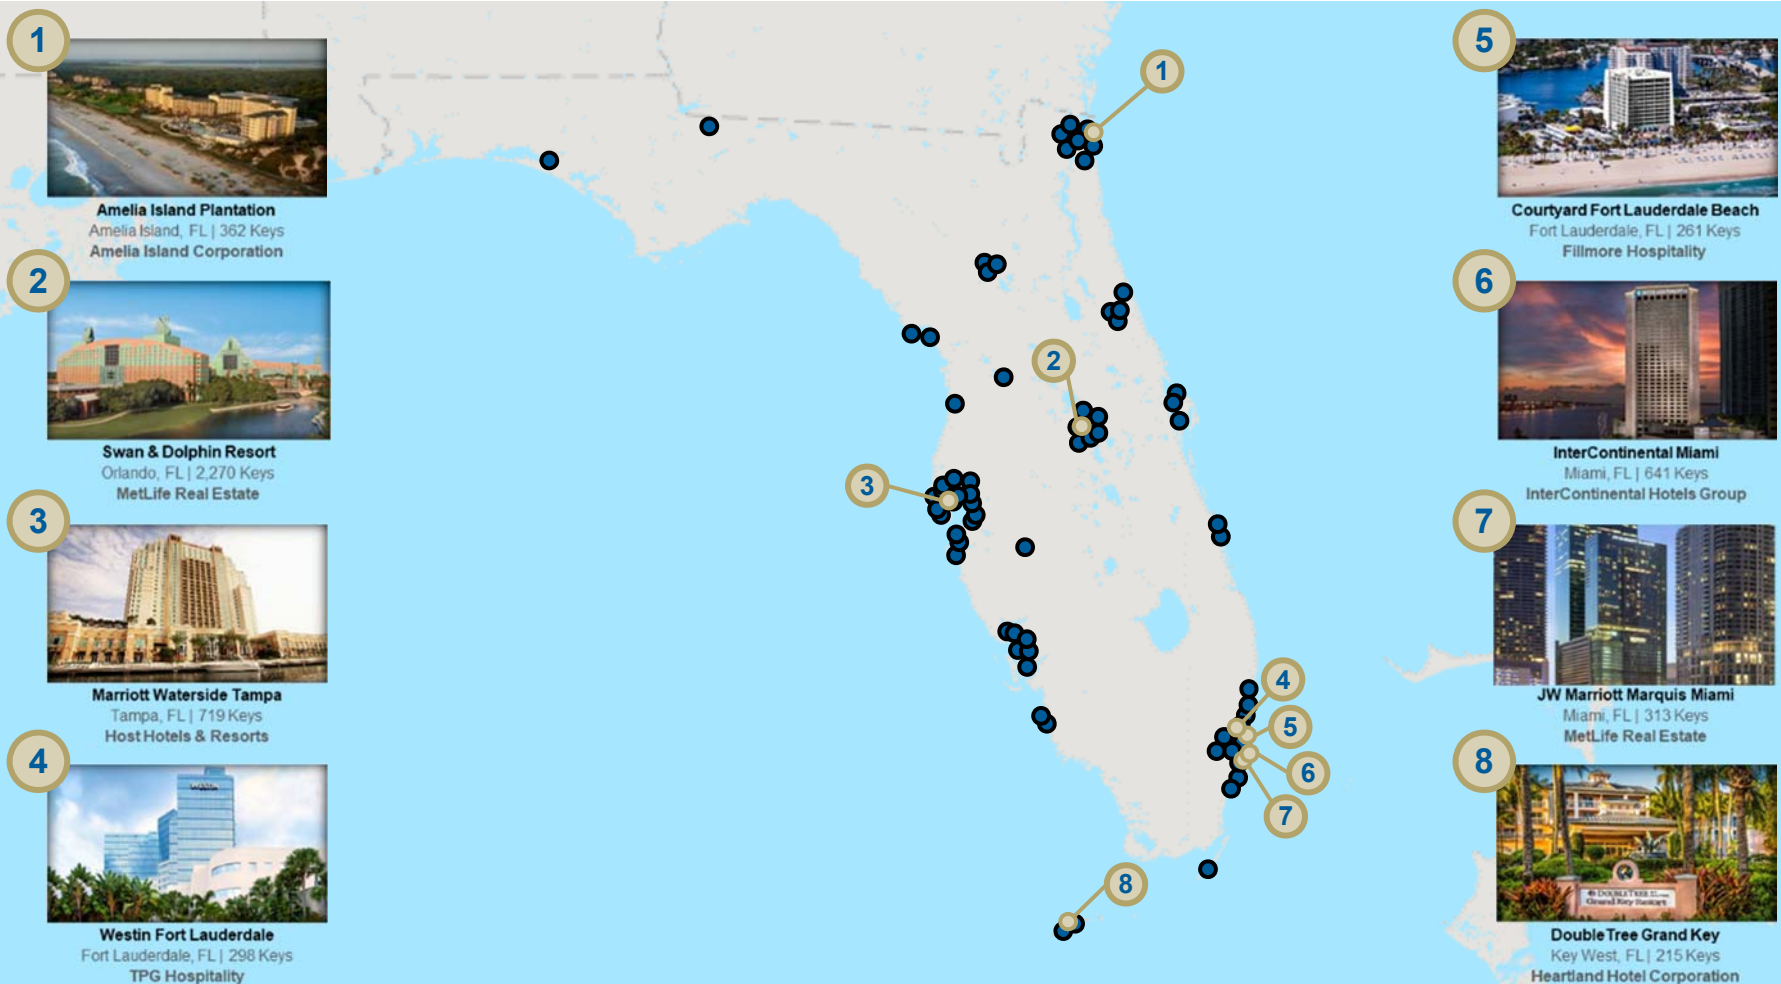 1
Amelia Island Plantation
Amelia Island, FL | 362 Keys
Amelia Island Corporation
2
Swan & Dolphin Resort
Orlando, FL | 2,270 Keys
MetLife Real Estate
3
Marriott Waterside Tampa
Tampa, FL | 719 Keys
Host Hotels & Resorts
4
Westin Fort Lauderdale
Fort Lauderdale, FL | 298 Keys
TPG Hospitality
1
2
3
4
5
6
7
8
5
Courtyard Fort Lauderdale Beach
Fort Lauderdale, FL | 261 Keys
Fillmore Hospitality
6
InterContinental Miami
Miami, FL | 641 Keys
InterContinental Hotels Group
7
JW Marriott Marquis Miami
Miami, FL | 313 Keys
MetLife Real Estate
8
DOUBLETREE
Grand Key Resort
DoubleTree Grand Key
Key West, FL | 215 Keys
Heartland Hotel Corporation